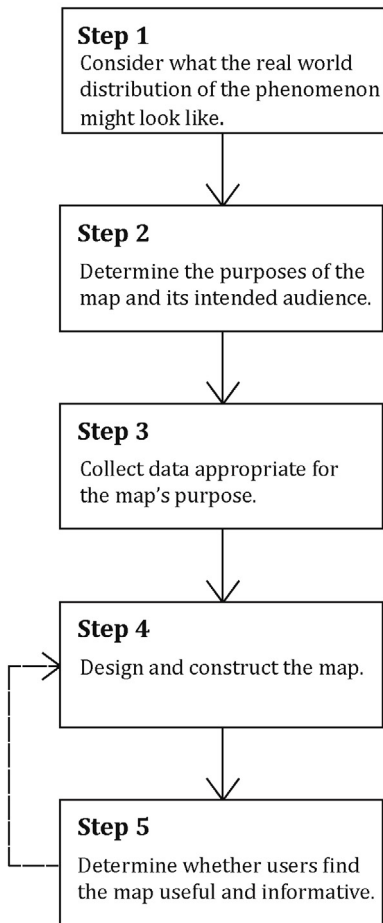 Step 1
Consider what the real world
distribution of the phenomenon
might look like.
Step 2
Determine the purposes of the
map and its intended audience.
Step 3
Collect data appropriate for
the map’s purpose.
Step 4
Design and construct the map.
Step 5
Determine whether users find
the map useful and informative.